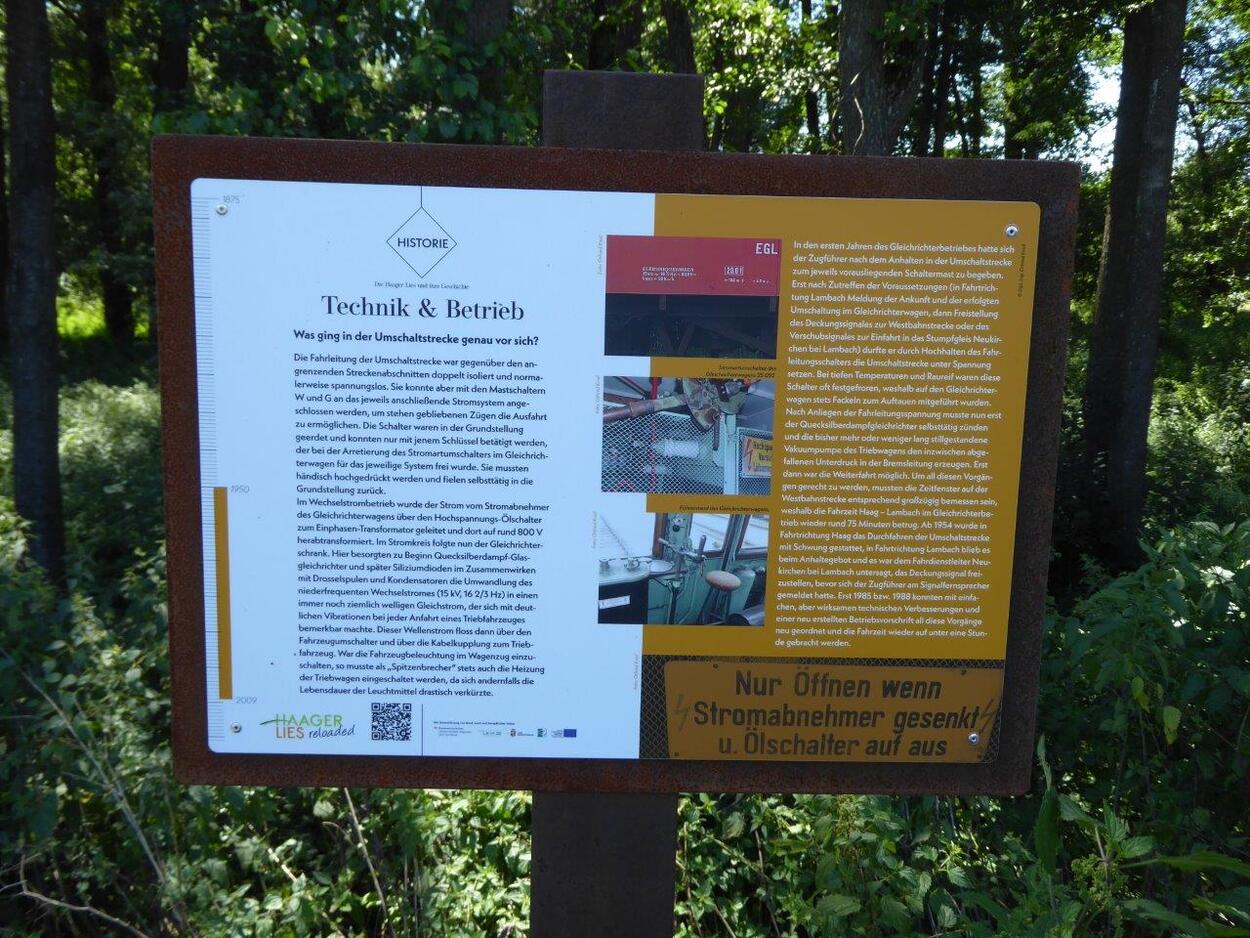 1875
HISTORIE
Die Haager Lies und ihre Geschichte
Technik & Betrieb
Was ging in der Umschaltstrecke genau vor sich?
Die Fahrleitung der Umschaltstrecke war gegenüber den an-
grenzenden Streckenabschnitten doppelt isoliert und norma-
lerweise spannungslos. Sie konnte aber mit den Mastschaltern
W und G an das jeweils anschließende Stromsystem ange-
schlossen werden, um stehen gebliebenen Zügen die Ausfahrt
zu ermöglichen. Die Schalter waren in der Grundstellung
geerdet und konnten nur mit jenem Schlüssel betätigt werden,
der bei der Arretierung des Stromartumschalters im Gleichrich-
terwagen für das jeweilige System frei wurde. Sie mussten
händisch hochgedrückt werden und fielen selbsttätig in die
Grundstellung zurück.
Im Wechselstrombetrieb wurde der Strom vom Stromabnehmer
des Gleichrichterwagens über den Hochspannungs-Ölschalter
zum Einphasen-Transformator geleitet und dort auf rund 800 V
herabtransformiert. Im Stromkreis folgte nun der Gleichrichter-
schrank. Hier besorgten zu Beginn Quecksilberdampf-Glas-
gleichrichter und später Siliziumdioden im Zusammenwirken
mit Drosselspulen und Kondensatoren die Umwandlung des
niederfrequenten Wechselstromes (15 kV, 16 2/3 Hz) in einen
immer noch ziemlich welligen Gleichstrom, der sich mit deut-
lichen Vibrationen bei jeder Anfahrt eines Triebfahrzeuges
bemerkbar machte. Dieser Wellenstrom floss dann über den
Fahrzeugumschalter und über die Kabelkupplung zum Trieb-
fahrzeug. War die Fahrzeugbeleuchtung im Wagenzug einzu-
schalten, so musste als „Spitzenbrecher“ stets auch die Heizung
der Triebwagen eingeschaltet werden, da sich andernfalls die
Lebensdauer der Leuchtmittel drastisch verkürzte.
1950
2009
HAAGER
LIES reloaded
EGL
Stromartumschalter des
Führerstand des Gleichrichterwagens,
In den ersten Jahren des Gleichrichterbetriebes hatte sich
der Zugführer nach dem Anhalten in der Umschaltstrecke
zum jeweils vorausliegenden Schaltermast zu begeben.
Erst nach Zutreffen der Voraussetzungen (in Fahrtrich-
tung Lambach Meldung der Ankunft und der erfolgten
Umschaltung im Gleichrichterwagen, dann Freistellung
des Deckungssignales zur Westbahnstrecke oder des
Verschubsignales zur Einfahrt in das Stumpfgleis Neukir-
chen bei Lambach) durfte er durch Hochhalten des Fahr-
leitungsschalters die Umschaltstrecke unter Spannung
setzen. Bei tiefen Temperaturen und Raureif waren diese
Schalter oft festgefroren, weshalb auf den Gleichrichter-
wagen stets Fackeln zum Auftauen mitgeführt wurden.
Nach Anliegen der Fahrleitungsspannung musste nun erst
der Quecksilberdampfgleichrichter selbsttätig zünden
und die bisher mehr oder weniger lang stillgestandene
Vakuumpumpe des Triebwagens den inzwischen abge-
fallenen Unterdruck in der Bremsleitung erzeugen. Erst
dann war die Weiterfahrt möglich. Um all diesen Vorgän-
gen gerecht zu werden, mussten die Zeitfenster auf der
Westbahnstrecke entsprechend großzügig bemessen sein,
weshalb die Fahrzeit Haag – Lambach im Gleichrichterbe-
trieb wieder rund 75 Minuten betrug. Ab 1954 wurde in
Fahrtrichtung Haag das Durchfahren der Umschaltstrecke
mit Schwung gestattet, in Fahrtrichtung Lambach blieb es
beim Anhaltegebot und es war dem Fahrdienstleiter Neu-
kirchen bei Lambach untersagt, das Deckungssignal frei-
zustellen, bevor sich der Zugführer am Signalfernsprecher
gemeldet hatte. Erst 1985 bzw. 1988 konnten mit einfa-
chen, aber wirksamen technischen Verbesserungen und
einer neu erstellten Betriebsvorschrift all diese Vorgänge
neu geordnet und die Fahrzeit wieder auf unter eine Stun-
de gebracht werden.
Nur Öffnen wenn
Stromabnehmer gesenkt
u. Ölschalter auf aus